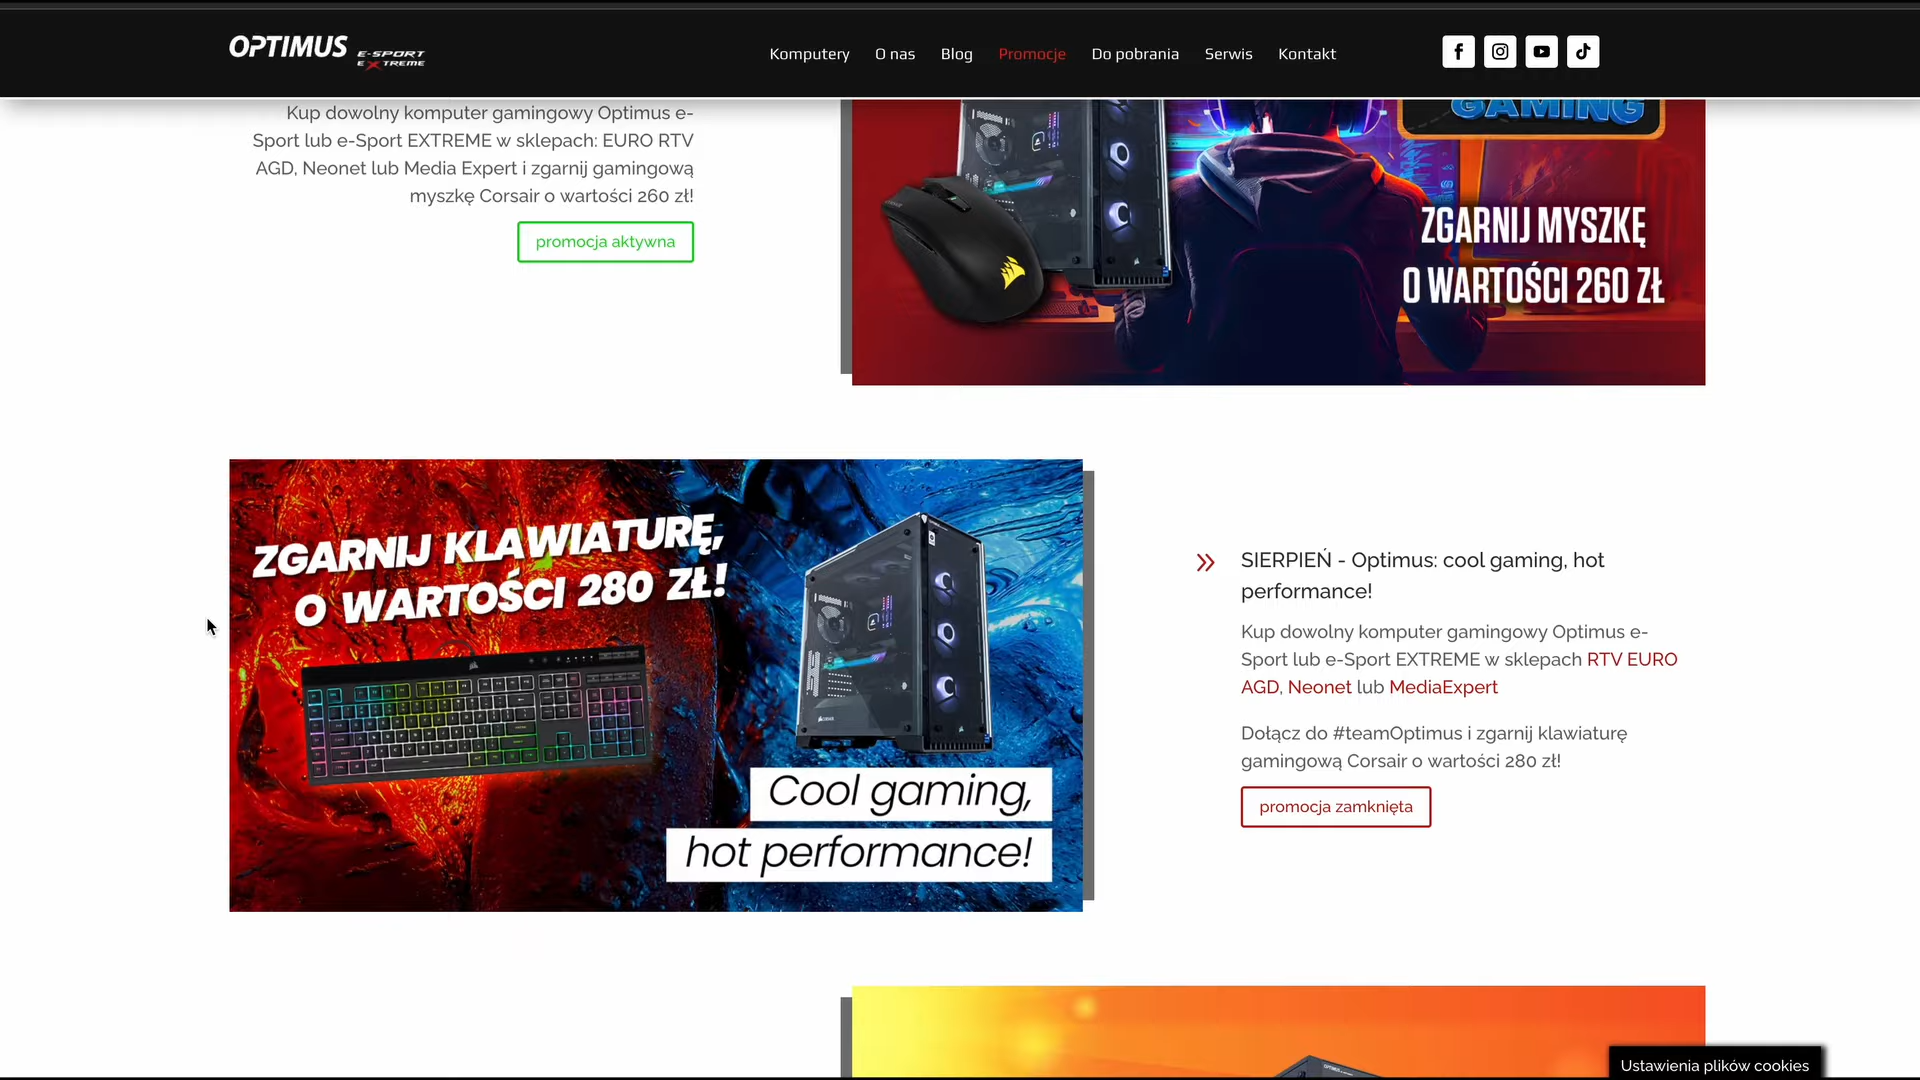 OPTIMUS E-SPORT EXTREME
Komputery O nas Blog Promocje Do pobrania Serwis Kontakt
Kup dowolny komputer gamingowy Optimus e-
Sport lub e-Sport EXTREME w sklepach: EURO RTV
AGD, Neonet lub Media Expert i zgarnij gamingową
myszkę Corsair o wartości 260 zł!
promocja aktywna
GAMING
ZGARNIJ MYSZKĘ
O WARTOŚCI 260 ZŁ
ZGARNIJ KLAWIATURĘ,
O WARTOŚCI 280 ZŁ!
Cool gaming,
hot performance!
SIERPIEŃ - Optimus: cool gaming, hot
performance!
Kup dowolny komputer gamingowy Optimus e-
Sport lub e-Sport EXTREME w sklepach RTV EURO
AGD, Neonet lub MediaExpert
Dołącz do #teamOptimus i zgarnij klawiaturę
gamingową Corsair o wartości 280 zł!
promocja zamknięta
Ustawienia plików cookies